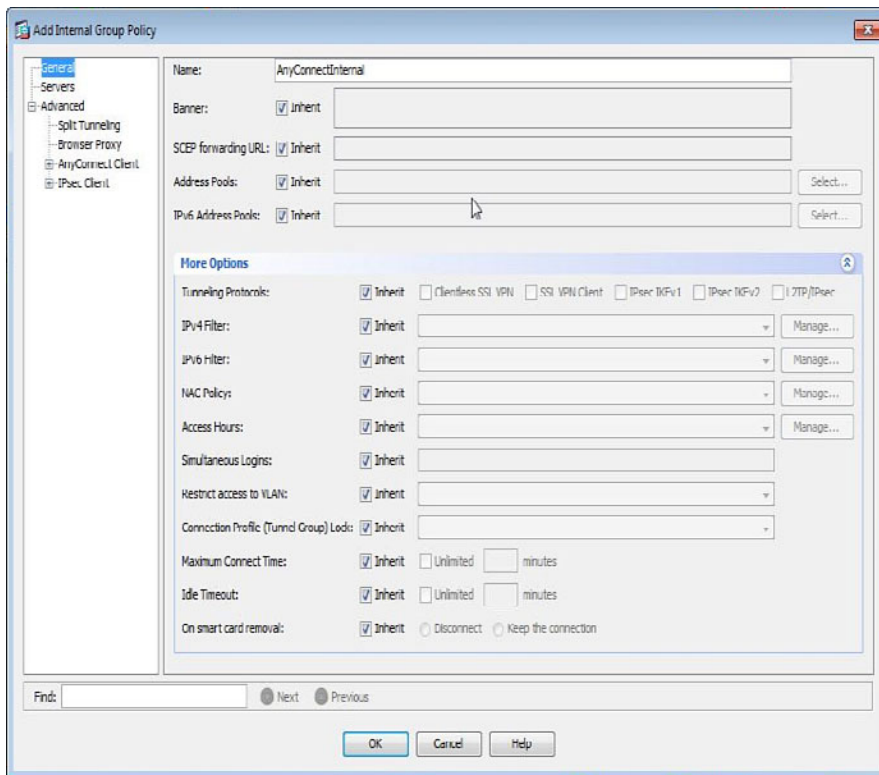 Add Internal Group Policy
General
Servers
Advanced
Split Tunneling
Browser Proxy
AnyConnect Client
IPsec Client
Name: AnyConnectInternal
Banner: Inherit
SCEP forwarding URL: Inherit
Address Pools: Inherit Select...
IPv6 Address Pools: Inherit Select...
More Options
Tunneling Protocols: Inherit Clientless SSL VPN SSL VPN Client IPsec IKEv1 IPsec IKEv2 L2TP/IPsec
IPv4 Filter: Inherit Manage...
IPv6 Filter: Inherit Manage...
NAC Policy: Inherit Manage...
Access Hours: Inherit Manage...
Simultaneous Logins: Inherit
Restrict access to VLAN: Inherit
Connection Profile (Tunnel Group) Lock: Inherit
Maximum Connect Time: Inherit Unlimited minutes
Idle Timeout: Inherit Unlimited minutes
On smart card removal: Inherit Disconnect Keep the connection
Find: Next Previous
OK Cancel Help